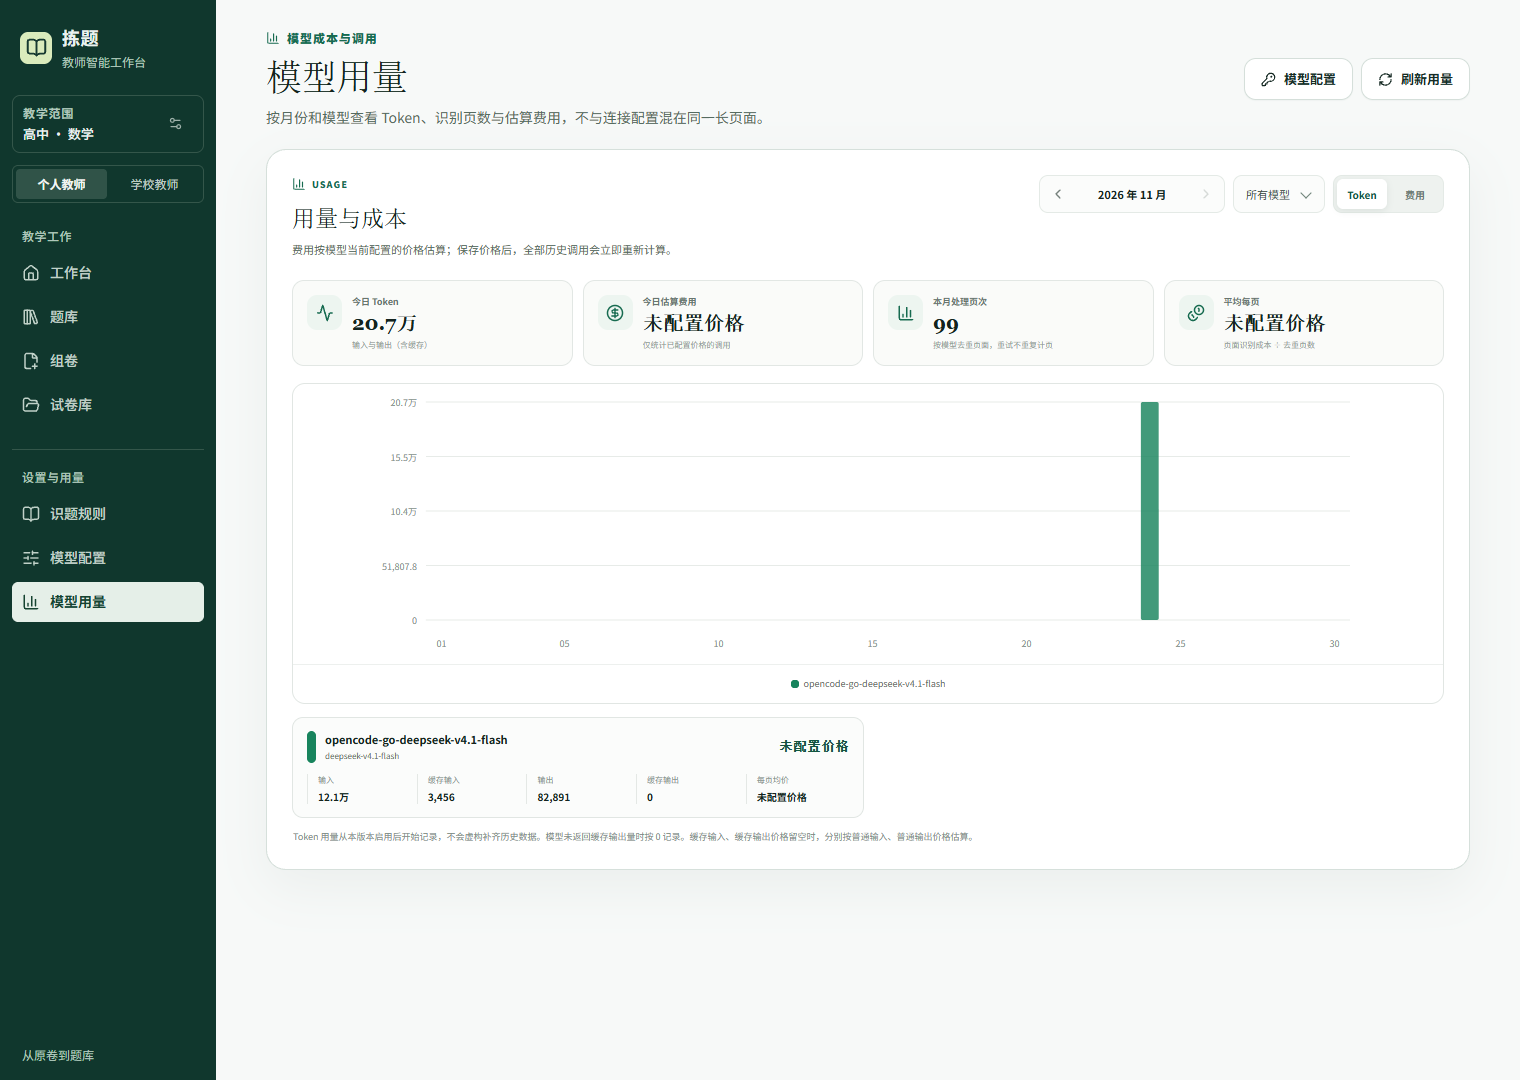 拣题
教师智能工作台
教学范围
高中 · 数学
个人教师 学校教师
教学工作
工作台
题库
组卷
试卷库
设置与用量
识题规则
模型配置
模型用量
从原卷到题库
模型成本与调用
模型用量
按月份和模型查看 Token、识别页数与估算费用，不与连接配置混在同一长页面。
模型配置 刷新用量
USAGE
用量与成本
费用按模型当前配置的价格估算；保存价格后，全部历史调用会立即重新计算。
2026 年 11 月 所有模型 Token 费用
今日 Token
20.7万
输入与输出（含缓存）
今日估算费用
未配置价格
仅统计已配置价格的调用
本月处理页次
99
按模型去重页面，重试不重复计页
平均每页
未配置价格
页面识别成本 ÷ 去重页数
20.7万
15.5万
10.4万
51,807.8
0
01 05 10 15 20 25 30
opencode-go-deepseek-v4.1-flash
opencode-go-deepseek-v4.1-flash
deepseek-v4.1-flash
未配置价格
输入 缓存输入 输出 缓存输出 每页均价
12.1万 3,456 82,891 0 未配置价格
Token 用量从本版本启用后开始记录，不会虚构补齐历史数据。模型未返回缓存输出量时按 0 记录。缓存输入、缓存输出价格留空时，分别按普通输入、普通输出价格估算。